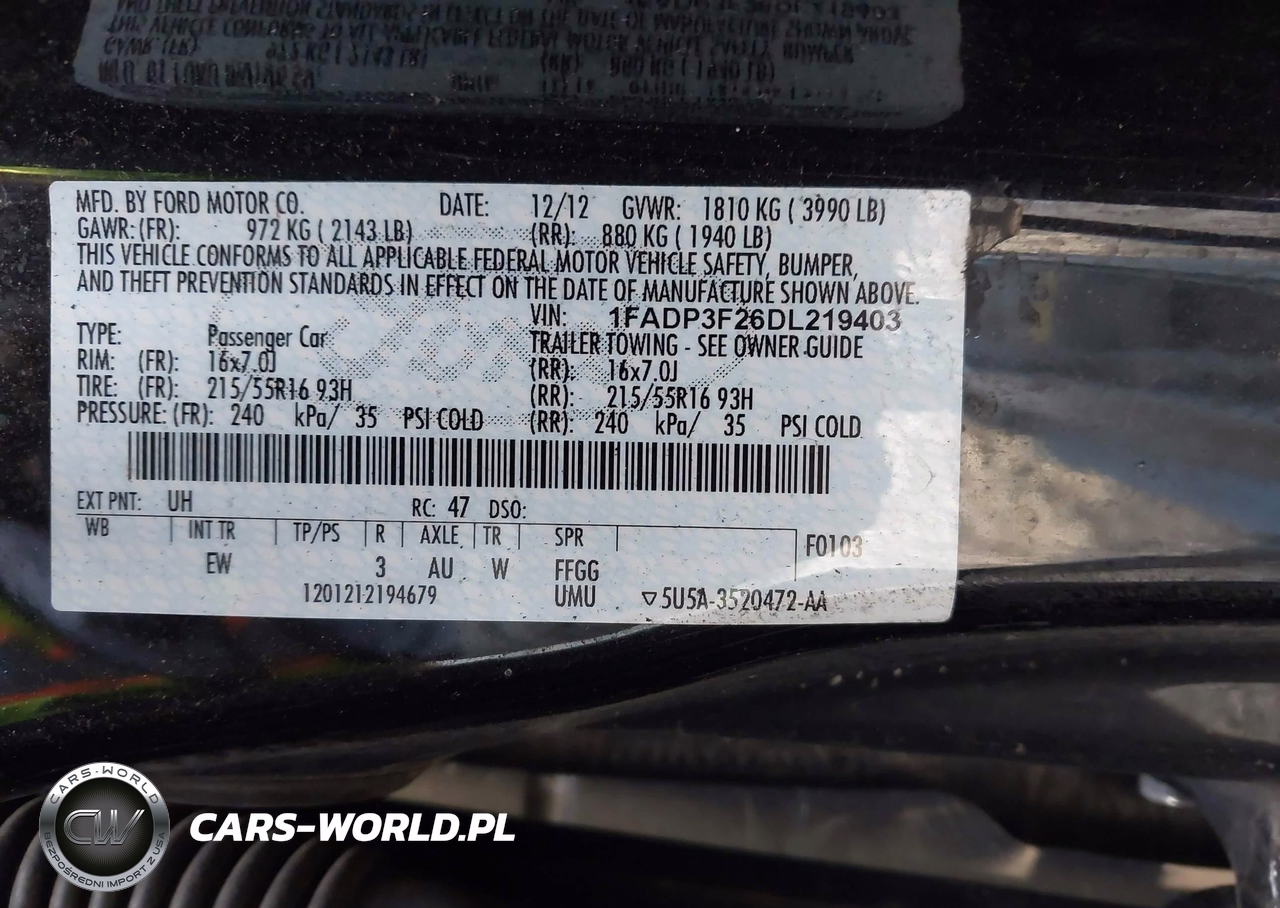 MFD. BY FORD MOTOR CO. DATE: 12/12 GVWR: 1810 KG ( 3990 LB)
GAWR: (FR): 972 KG ( 2143 LB) (RR): 880 KG ( 1940 LB)
THIS VEHICLE CONFORMS TO ALL APPLICABLE FEDERAL MOTOR VEHICLE SAFETY, BUMPER,
AND THEFT PREVENTION STANDARDS IN EFFECT ON THE DATE OF MANUFACTURE SHOWN ABOVE.
VIN: 1FADP3F26DL219403
TYPE: Passenger Car TRAILER TOWING - SEE OWNER GUIDE
RIM: (FR): 16x7.0J (RR): 16x7.0J
TIRE: (FR): 215/55R16 93H (RR): 215/55R16 93H
PRESSURE: (FR): 240 kPa/ 35 PSI COLD (RR): 240 kPa/ 35 PSI COLD
EXT PNT: UH RC: 47 DSO:
WB INT TR TP/PS R AXLE TR SPR F0103
EW 3 AU W FFGG
1201212194679 UMU ▽5U5A-3520472-AA
CARS-WORLD
CW
BEZPOŚREDNI IMPORT Z USA
CARS-WORLD.PL